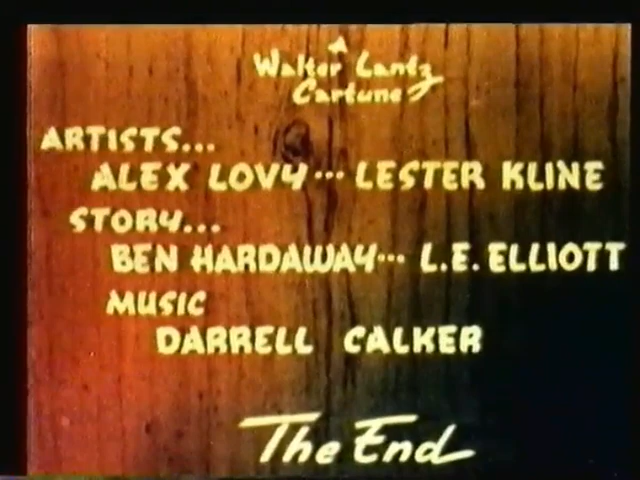 A
Walter Lantz
Cartune
ARTISTS...
ALEX LOVY... LESTER KLINE
STORY...
BEN HARDAWAY... L.E. ELLIOTT
MUSIC
DARRELL CALKER
The End